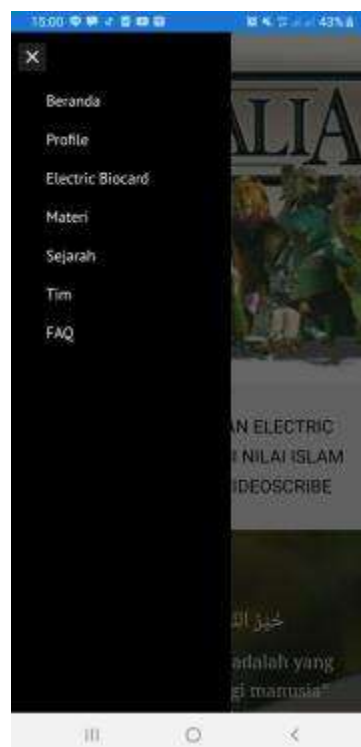 15:00
43%
×
Beranda
Profile
Electric Biocard
Materi
Sejarah
Tim
FAQ
ALIA
AN ELECTRIC
I NILAI ISLAM
IDEOSCRIBE
خَيْرُ
adalah yang
gi manusia"